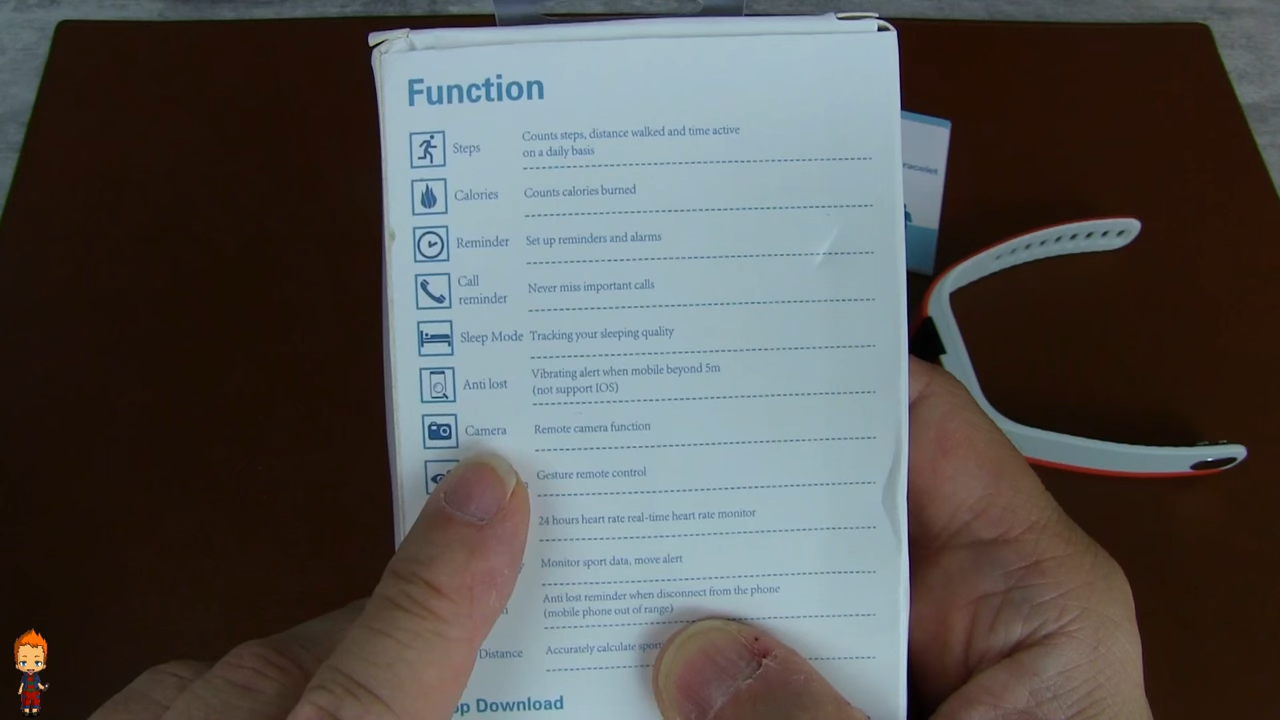 Function
Steps
Counts steps, distance walked and time active
on a daily basis
Calories
Counts calories burned
Reminder
Set up reminders and alarms
Call
reminder
Never miss important calls
Sleep Mode
Tracking your sleeping quality
Anti lost
Vibrating alert when mobile beyond 5m
(not support IOS)
Camera
Remote camera function
Gesture remote control
24 hours heart rate real-time heart rate monitor
Monitor sport data, move alert
Anti lost reminder when disconnect from the phone
(mobile phone out of range)
Distance
Accurately calculate
Download